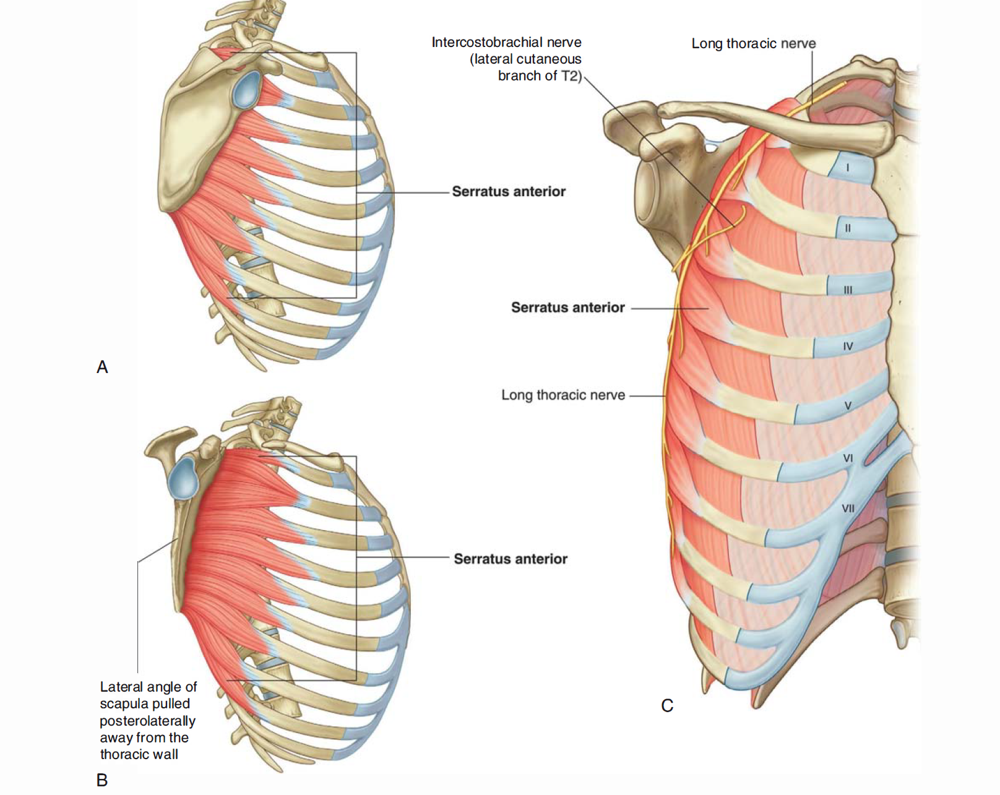 Intercostobrachial nerve
(lateral cutaneous
branch of T2)
Long thoracic nerve
Serratus anterior
A
I
II
III
Serratus anterior
IV
Long thoracic nerve
V
VI
VII
Serratus anterior
Lateral angle of
scapula pulled
posterolaterally
away from the
thoracic wall
B
C